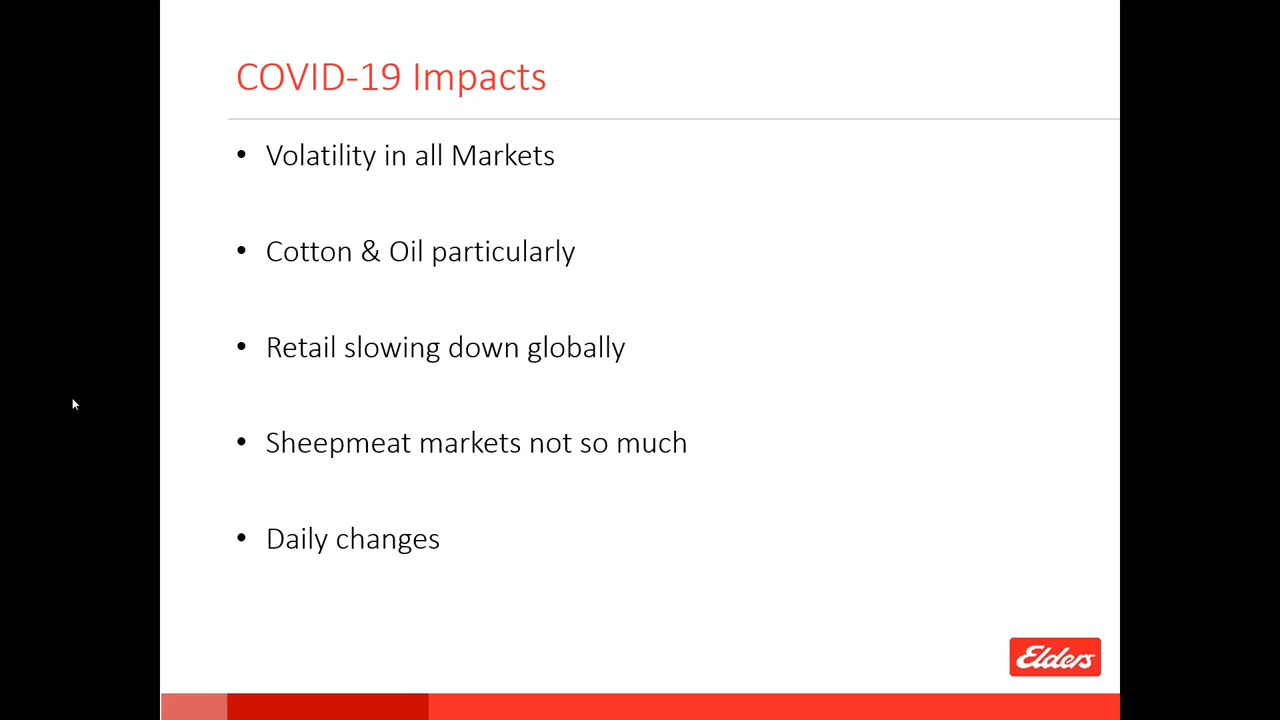 COVID-19 Impacts
• Volatility in all Markets
• Cotton & Oil particularly
• Retail slowing down globally
• Sheepmeat markets not so much
• Daily changes
Elders